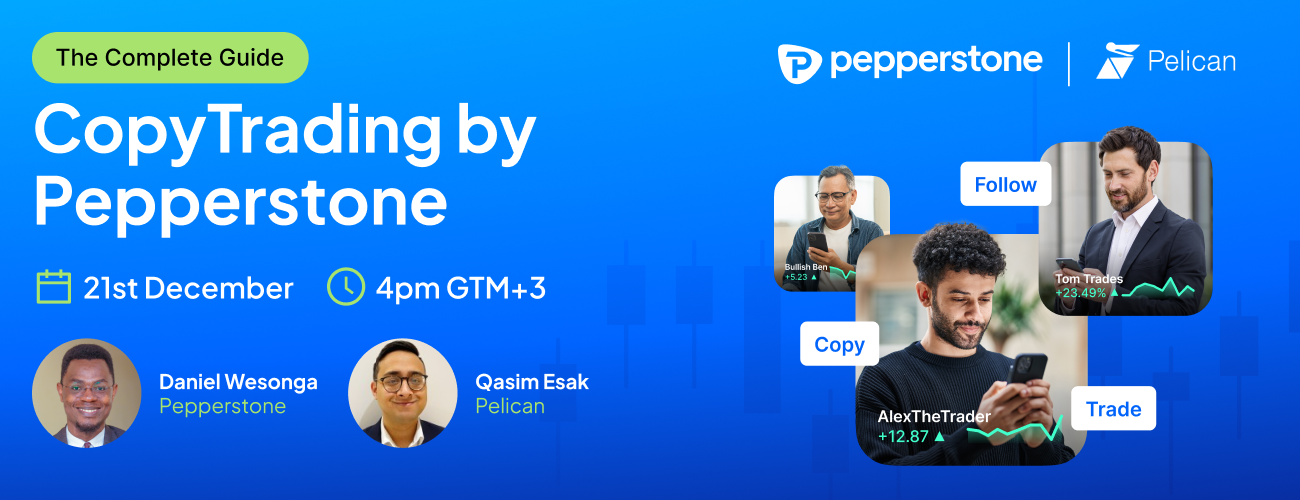 The Complete Guide
CopyTrading by
Pepperstone
21st December
4pm GTM+3
Daniel Wesonga
Pepperstone
Qasim Esak
Pelican
pepperstone
Pelican
Follow
Bullish Ben
+5.23 ▲
Tom Trades
+23.49% ▲
Copy
AlexTheTrader
+12.87 ▲
Trade